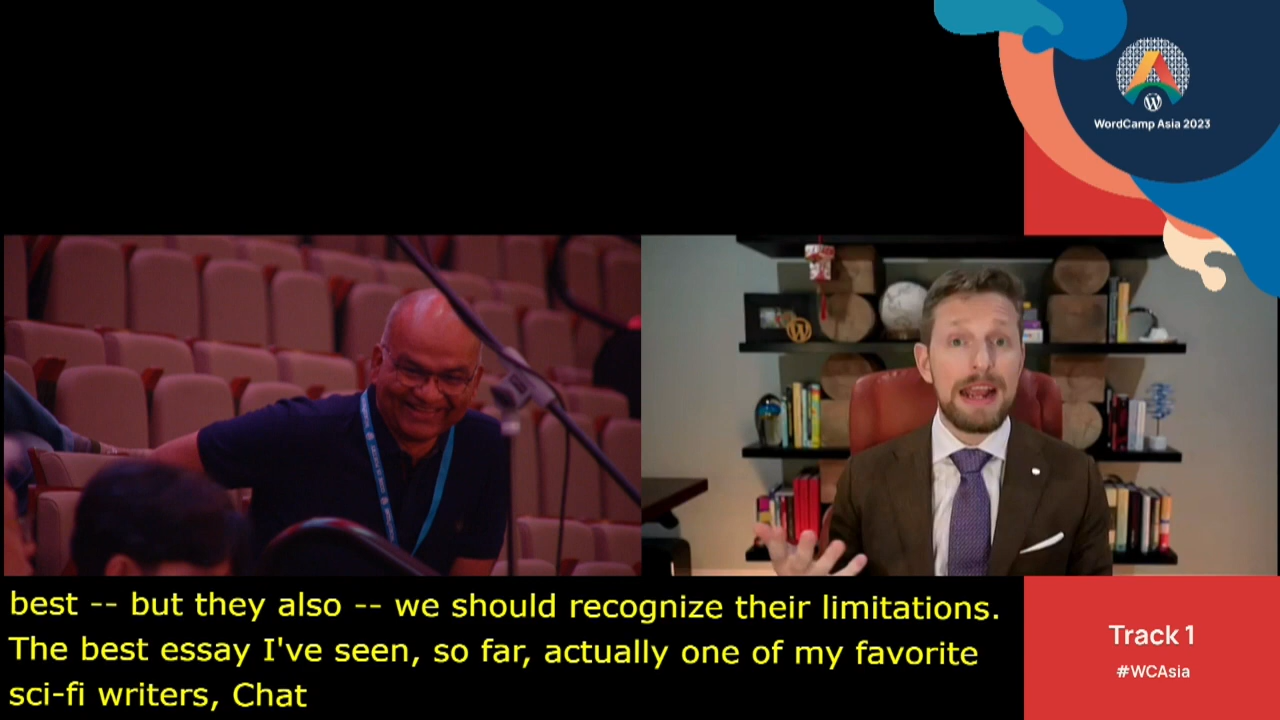 WordCamp Asia 2023
best -- but they also -- we should recognize their limitations.
The best essay I've seen, so far, actually one of my favorite
sci-fi writers, Chat
Track 1
#WCAsia